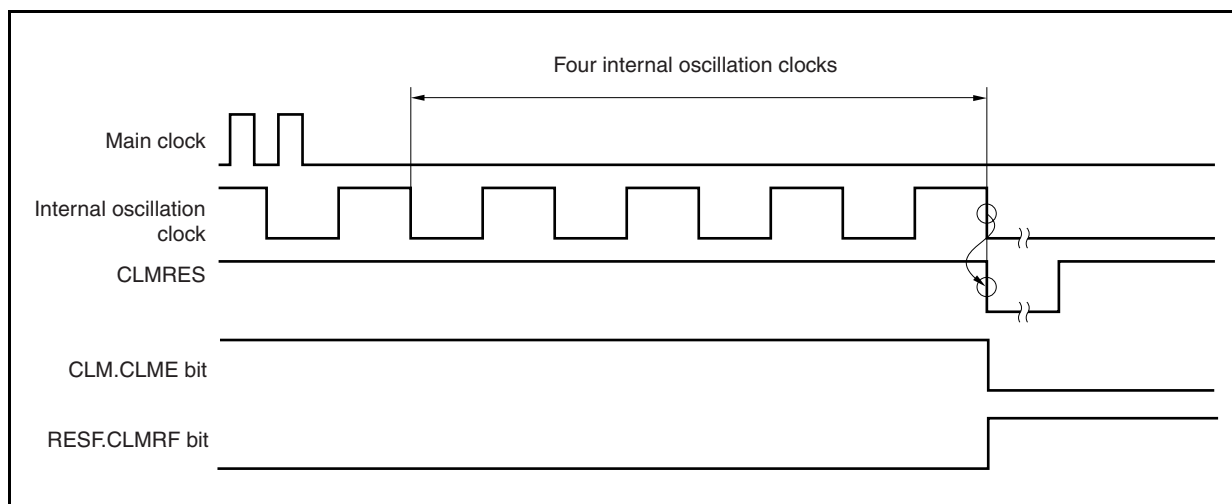 Four internal oscillation clocks
Main clock
Internal oscillation
clock
CLMRES
CLM.CLME bit
RESF.CLMRF bit